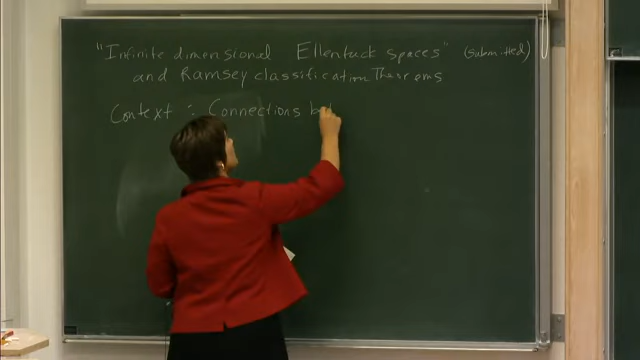 "Infinite dimensional Ellentuck spaces" (submitted)
and Ramsey classification Theorems
Context : Connections